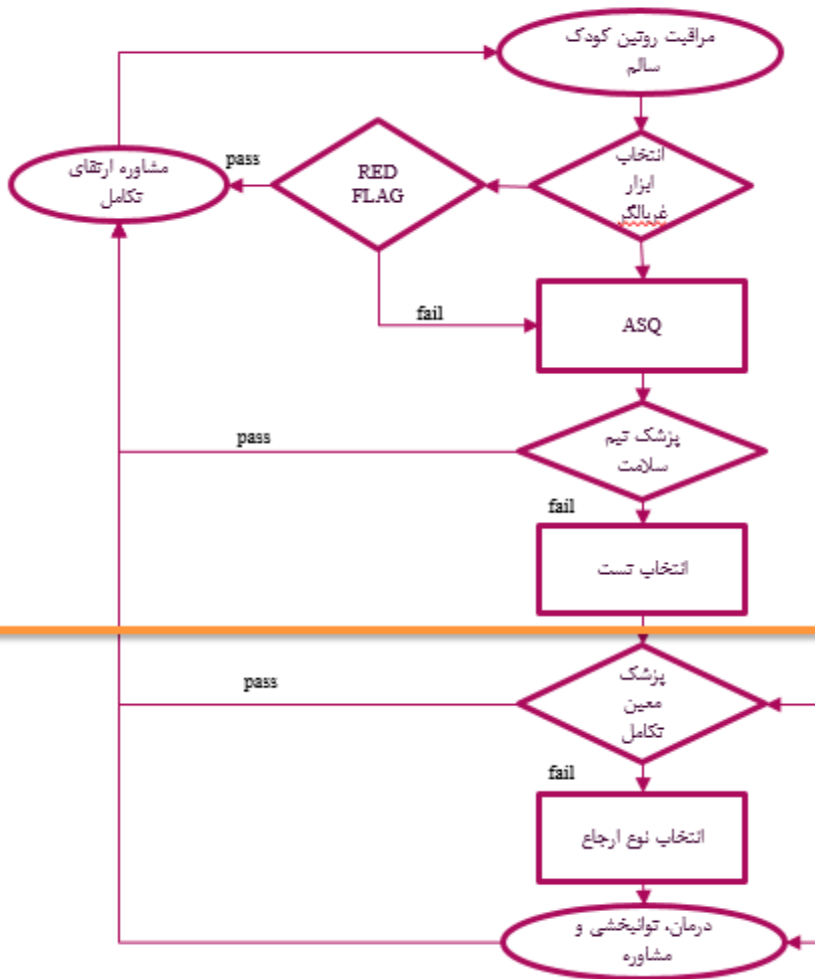 مراقبت روتین کودک
سالم
انتخاب
ابزار
غربالگر
RED
FLAG
pass
مشاوره ارتقای
تکامل
fail
ASQ
پزشک تیم
سلامت
pass
fail
انتخاب تست
پزشک
معین
تکامل
pass
fail
انتخاب نوع ارجاع
درمان، توانبخشی و
مشاوره